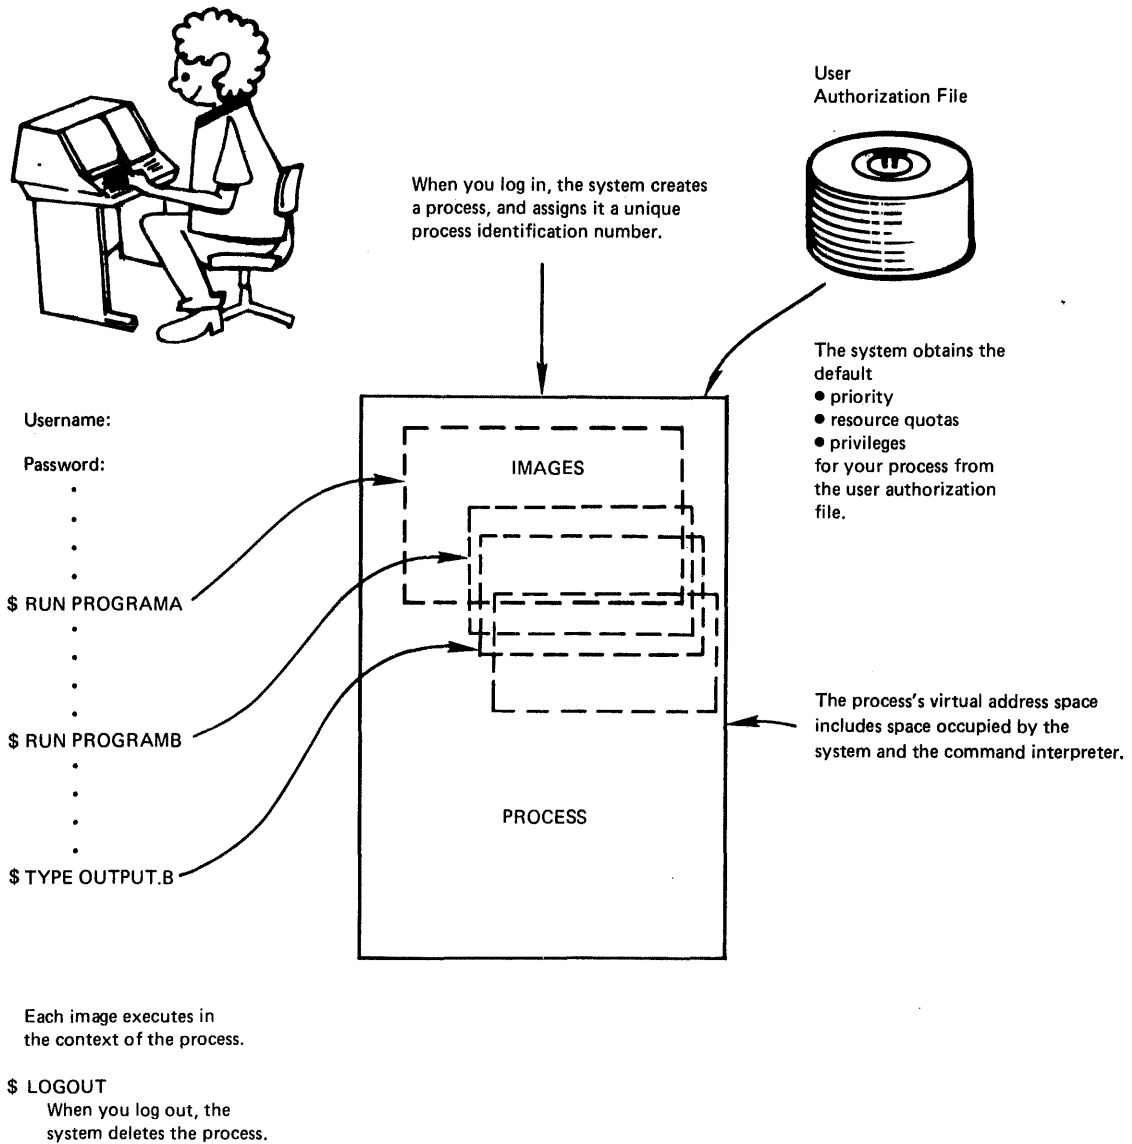 User
Authorization File
When you log in, the system creates
a process, and assigns it a unique
process identification number.
The system obtains the
default
● priority
● resource quotas
● privileges
for your process from
the user authorization
file.
Username:
Password:
IMAGES
$ RUN PROGRAMA
$ RUN PROGRAMB
The process's virtual address space
includes space occupied by the
system and the command interpreter.
PROCESS
$ TYPE OUTPUT.B
Each image executes in
the context of the process.
$ LOGOUT
When you log out, the
system deletes the process.